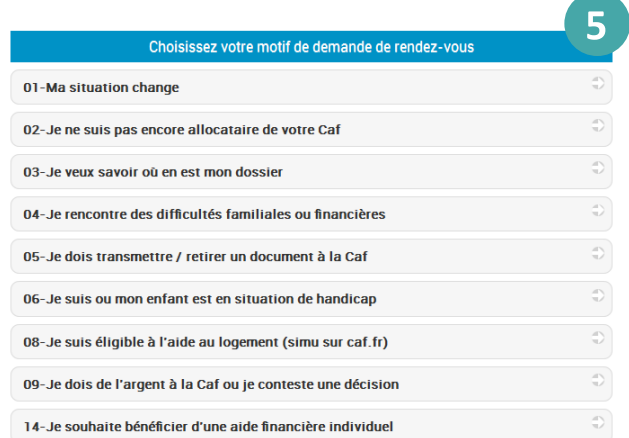 5
Choisissez votre motif de demande de rendez-vous
01-Ma situation change
02-Je ne suis pas encore allocataire de votre Caf
03-Je veux savoir où en est mon dossier
04-Je rencontre des difficultés familiales ou financières
05-Je dois transmettre / retirer un document à la Caf
06-Je suis ou mon enfant est en situation de handicap
08-Je suis éligible à l'aide au logement (simu sur caf.fr)
09-Je dois de l'argent à la Caf ou je conteste une décision
14-Je souhaite bénéficier d'une aide financière individuel